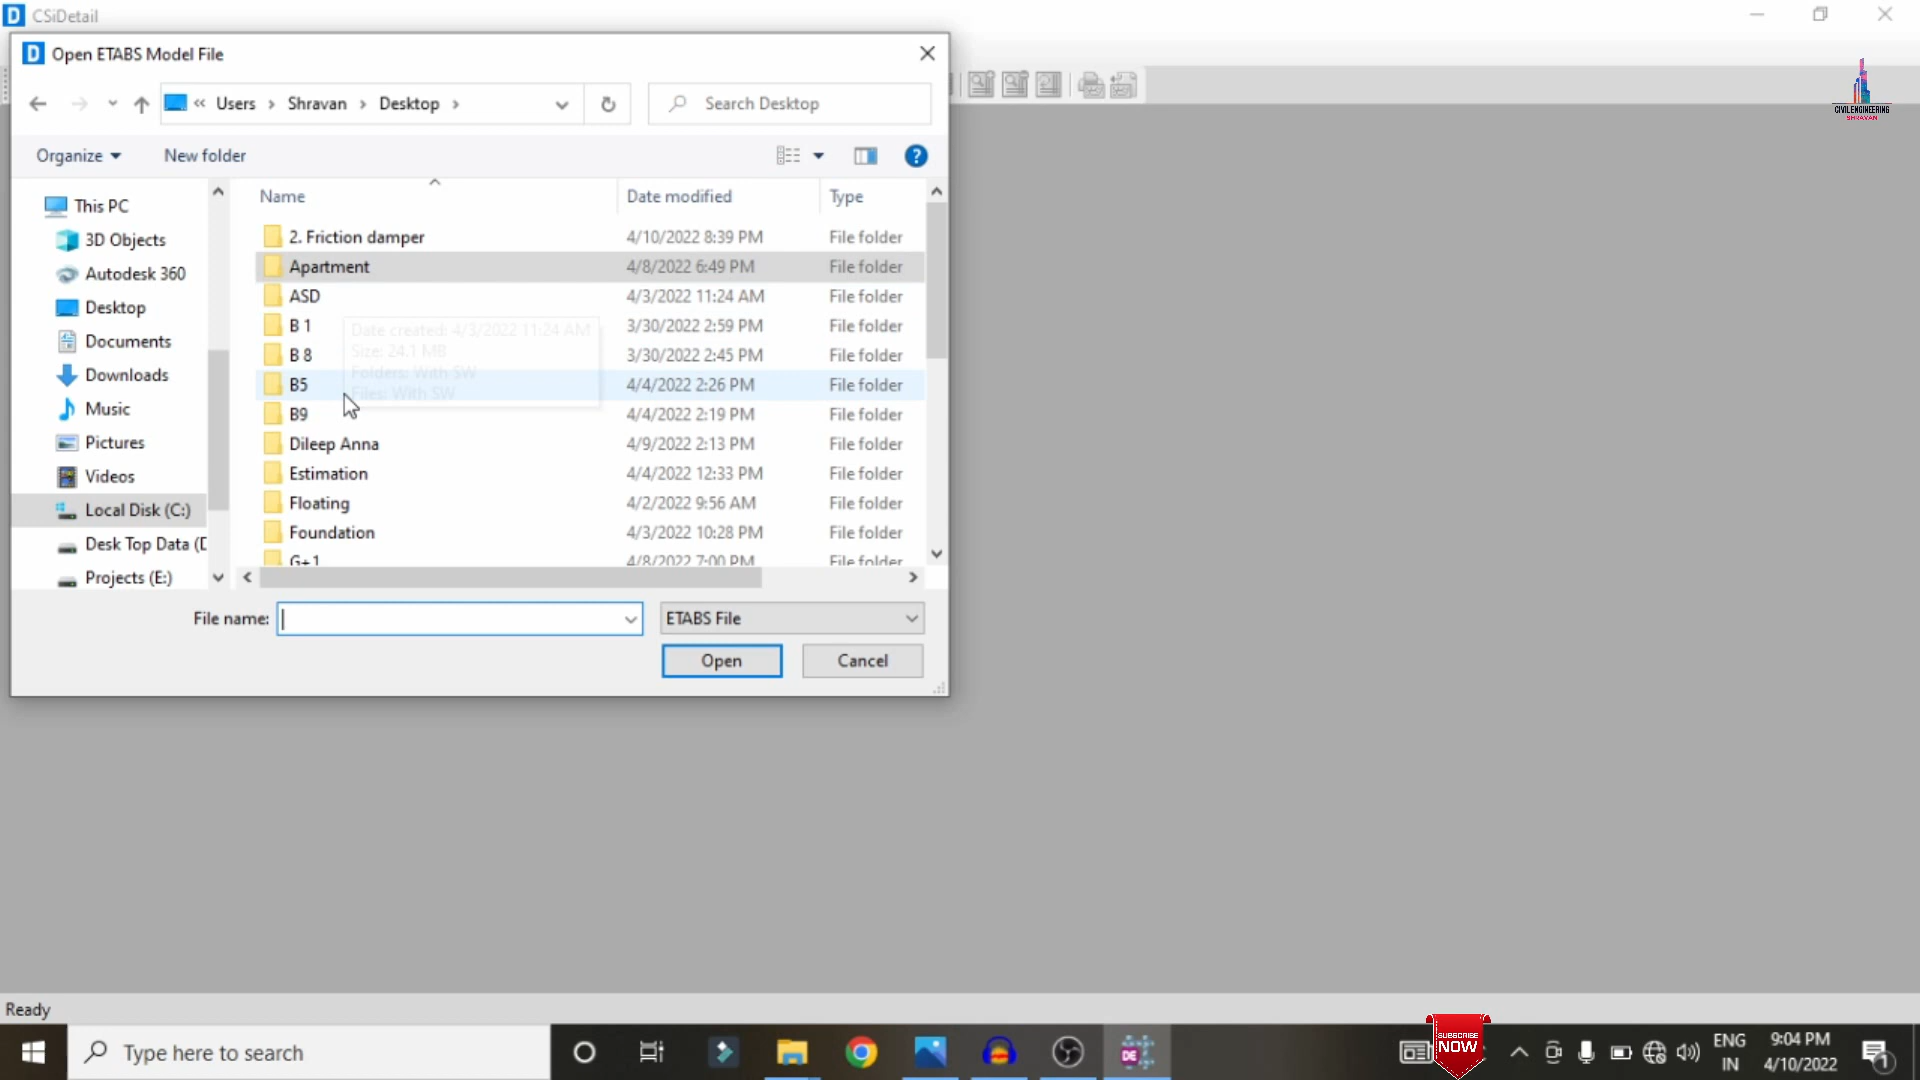 CSiDetail
Open ETABS Model File
« Users › Shravan › Desktop ›
Search Desktop
Organize
New folder
Name
Date modified
Type
This PC
3D Objects
Autodesk 360
Desktop
Documents
Downloads
Music
Pictures
Videos
Local Disk (C:)
Desk Top Data (D
Projects (E:)
2. Friction damper 4/10/2022 8:39 PM File folder
Apartment 4/8/2022 6:49 PM File folder
ASD 4/3/2022 11:24 AM File folder
B 1 3/30/2022 2:59 PM File folder
B 8 3/30/2022 2:45 PM File folder
B5 4/4/2022 2:26 PM File folder
B9 4/4/2022 2:19 PM File folder
Dileep Anna 4/9/2022 2:13 PM File folder
Estimation 4/4/2022 12:33 PM File folder
Floating 4/2/2022 9:56 AM File folder
Foundation 4/3/2022 10:28 PM File folder
G+1 4/8/2022 7:00 PM File folder
Date created: 4/3/2022 11:24 AM
Size: 24.1 MB
Folders: With SW
Files: With SW
File name:
ETABS File
Open
Cancel
CIVIL ENGINEERING
SHRAVAN
Ready
Type here to search
DE
SUBSCRIBE
NOW
ENG
IN
9:04 PM
4/10/2022
1